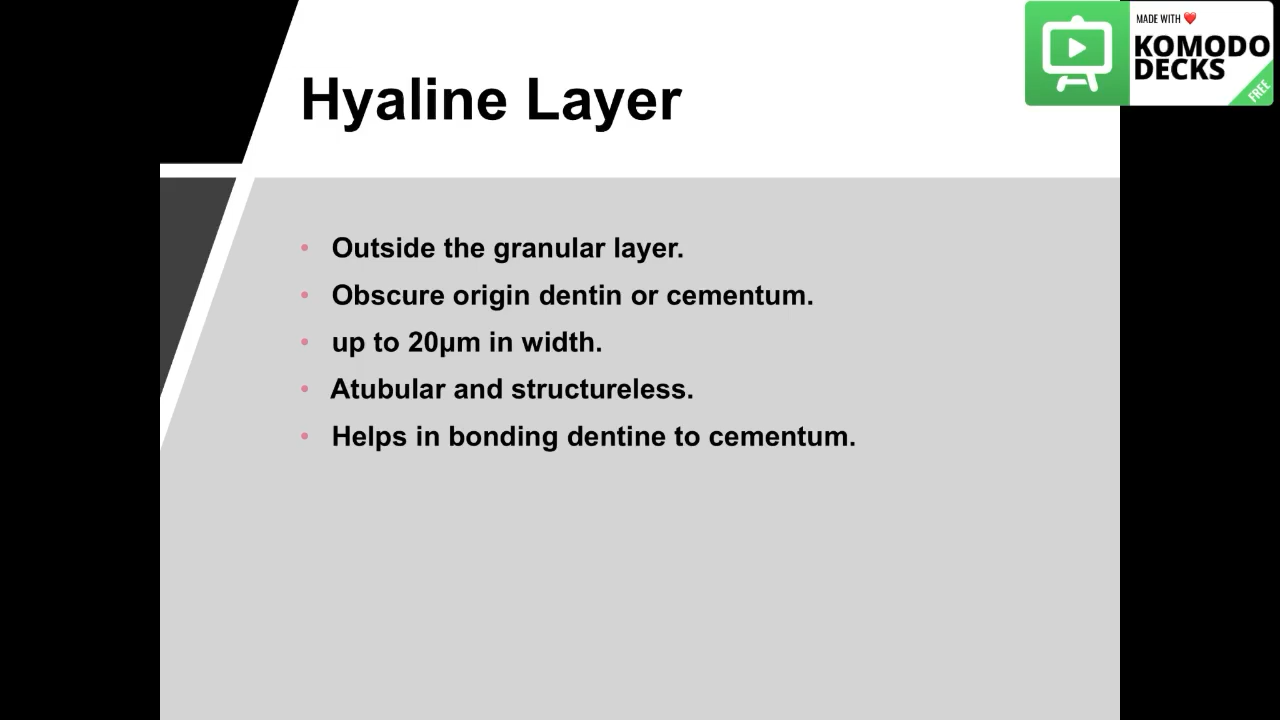 MADE WITH ❤️
KOMODO
DECKS
FREE
Hyaline Layer
• Outside the granular layer.
• Obscure origin dentin or cementum.
• up to 20µm in width.
• Atubular and structureless.
• Helps in bonding dentine to cementum.